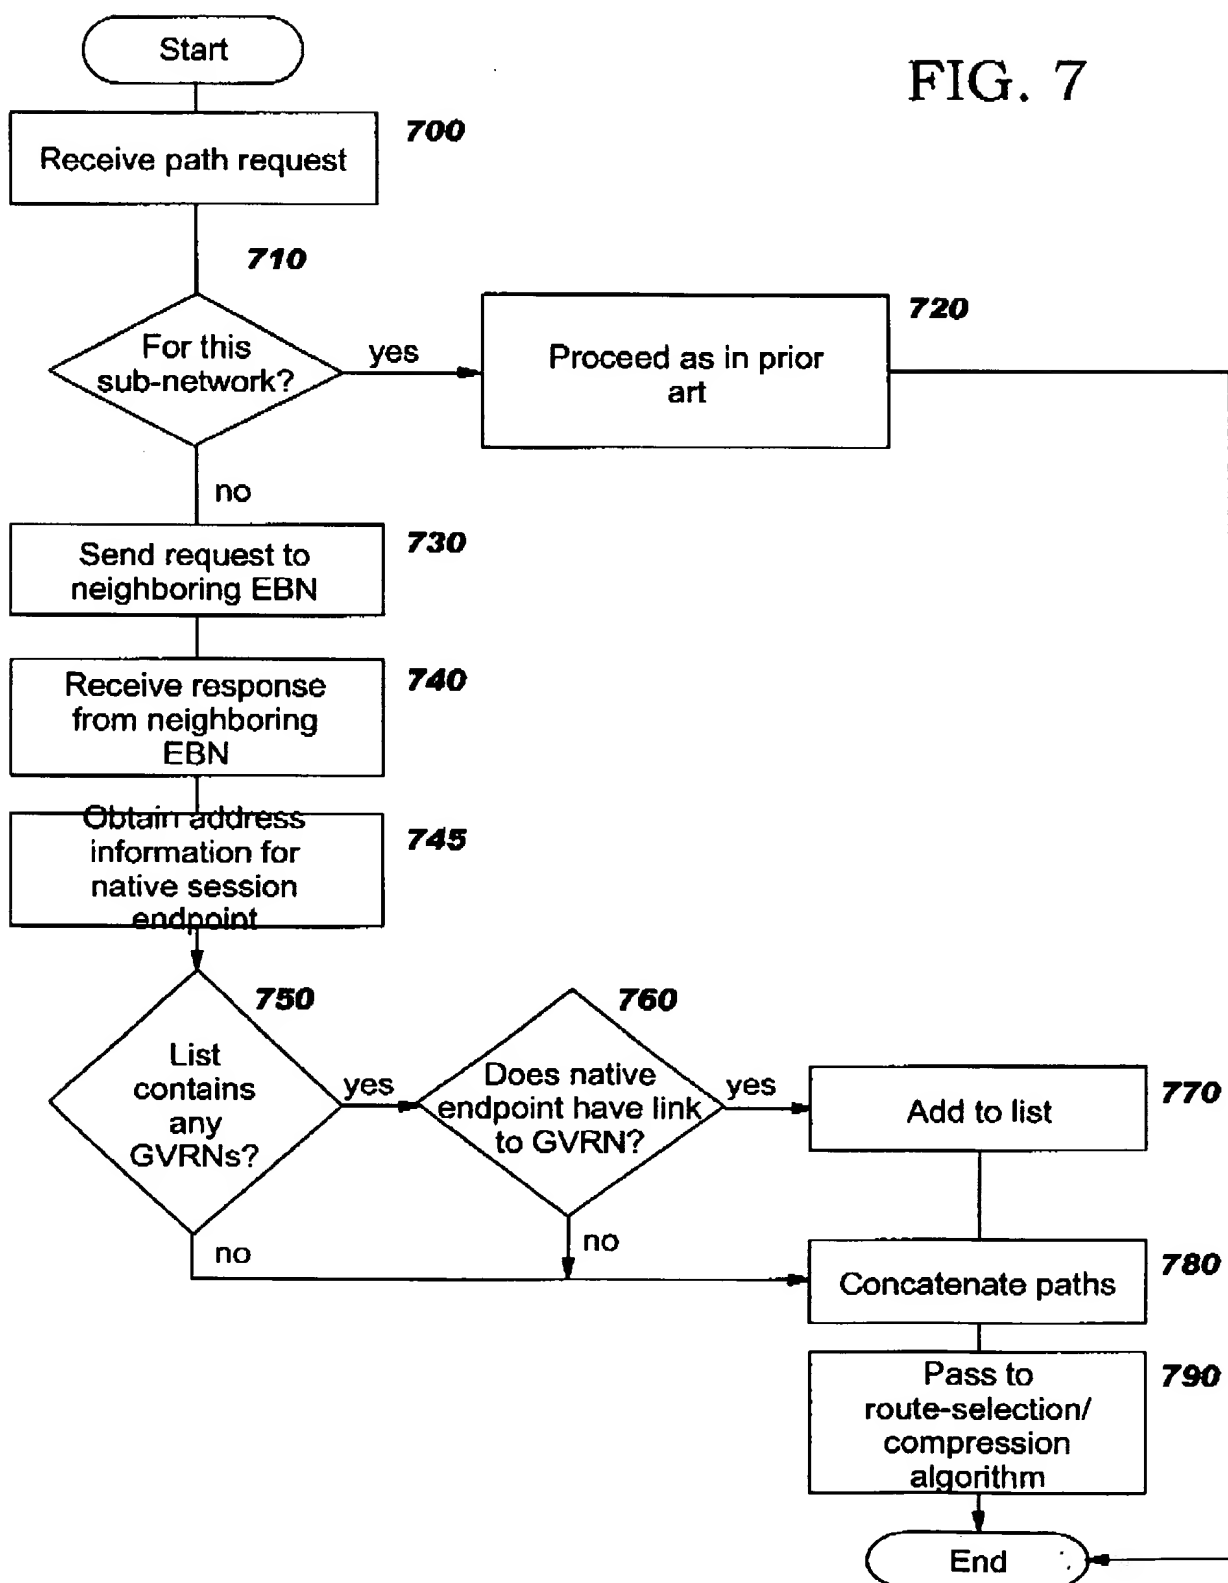 Start
FIG. 7
700
Receive path request
710
For this
sub-network?
yes
720
Proceed as in prior
art
no
730
Send request to
neighboring EBN
740
Receive response
from neighboring
EBN
745
Obtain address
information for
native session
endpoint
750
List
contains
any
GVRNs?
yes
760
Does native
endpoint have link
to GVRN?
yes
770
Add to list
no
no
780
Concatenate paths
790
Pass to
route-selection/
compression
algorithm
End